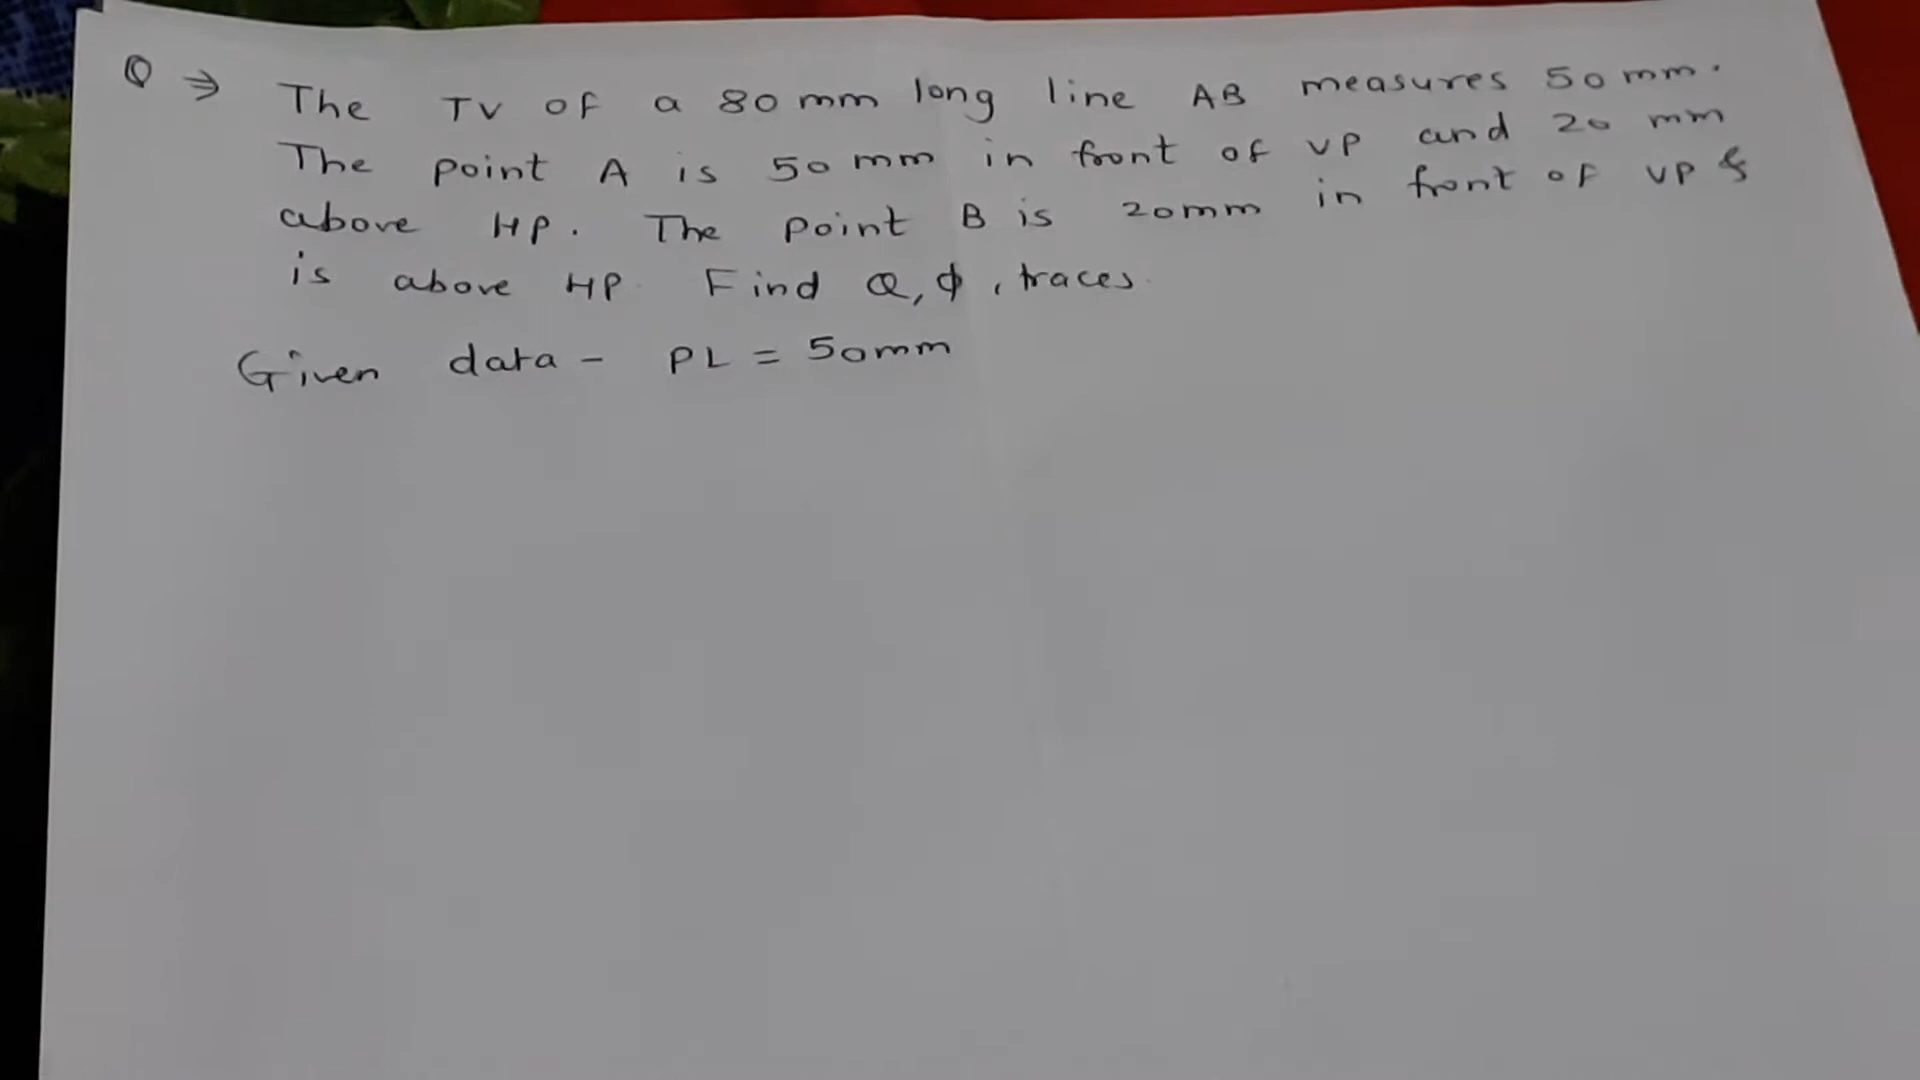 Q ⇒ The TV of a 80 mm long line AB measures 50 mm.
The point A is 50 mm in front of VP and 20 mm
above HP. The point B is 20mm in front of VP &
is above HP. Find θ, ϕ, traces.
Given data - PL = 50mm